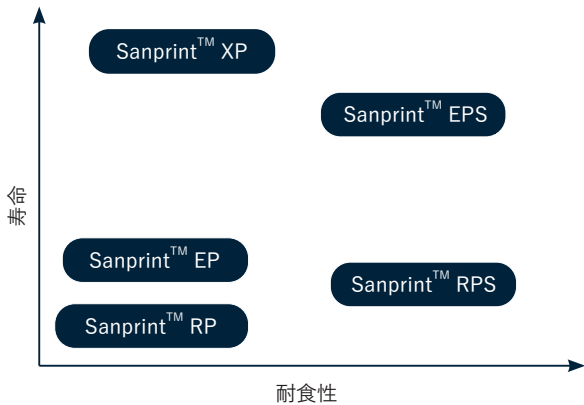 Sanprint™ XP
Sanprint™ EPS
寿命
Sanprint™ EP
Sanprint™ RPS
Sanprint™ RP
耐食性